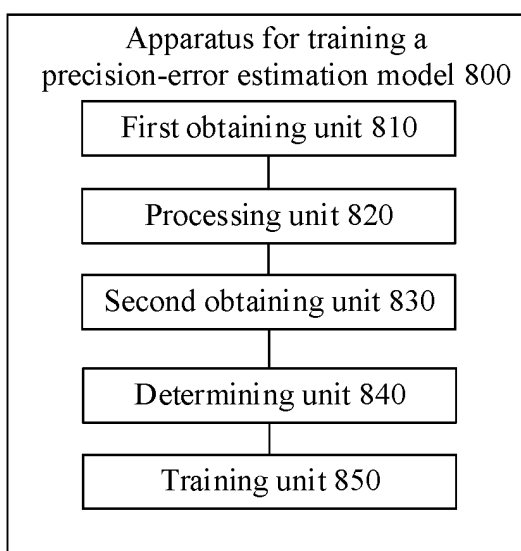 Apparatus for training a
precision-error estimation model 800
First obtaining unit 810
Processing unit 820
Second obtaining unit 830
Determining unit 840
Training unit 850